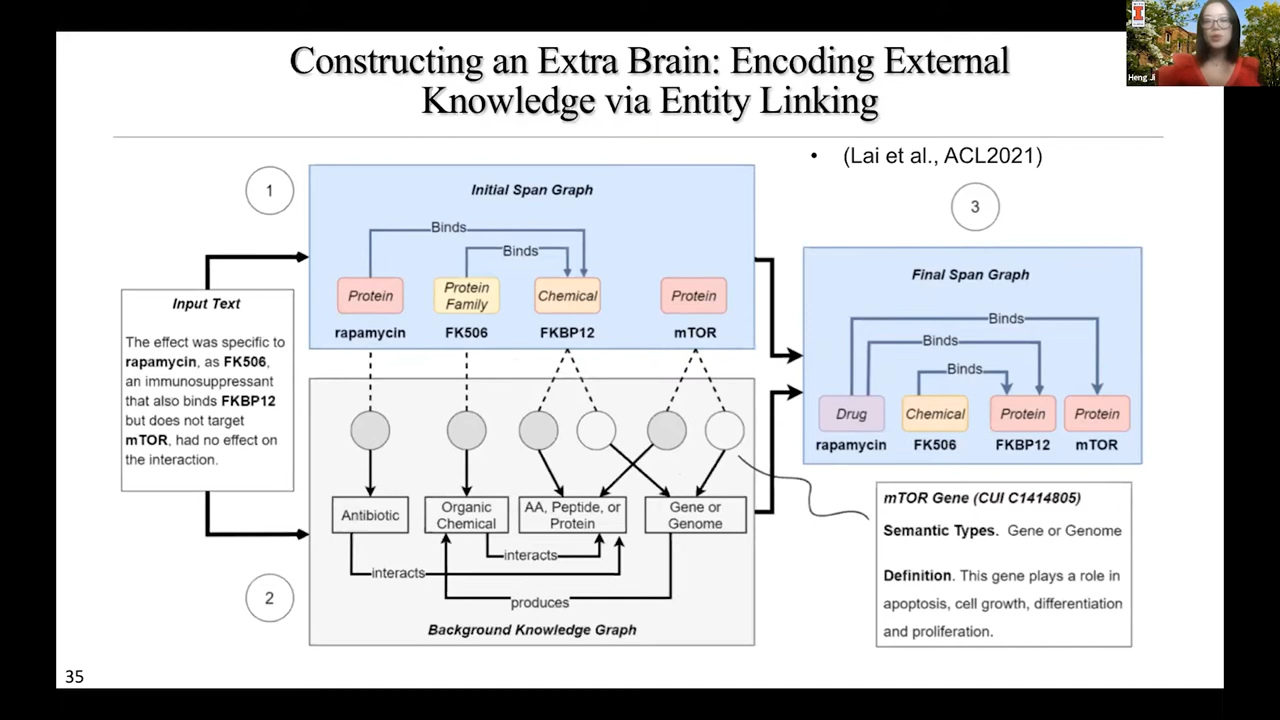 Constructing an Extra Brain: Encoding External
Knowledge via Entity Linking
I
Heng Ji
• (Lai et al., ACL2021)
1
Initial Span Graph
Binds
Binds
Protein
Protein
Family
Chemical
Protein
rapamycin
FK506
FKBP12
mTOR
Input Text
The effect was specific to
rapamycin, as FK506,
an immunosuppressant
that also binds FKBP12
but does not target
mTOR, had no effect on
the interaction.
2
Antibiotic
Organic
Chemical
AA, Peptide, or
Protein
Gene or
Genome
interacts
interacts
produces
Background Knowledge Graph
3
Final Span Graph
Binds
Binds
Binds
Drug
Chemical
Protein
Protein
rapamycin
FK506
FKBP12
mTOR
mTOR Gene (CUI C1414805)
Semantic Types. Gene or Genome
Definition. This gene plays a role in
apoptosis, cell growth, differentiation
and proliferation.
35